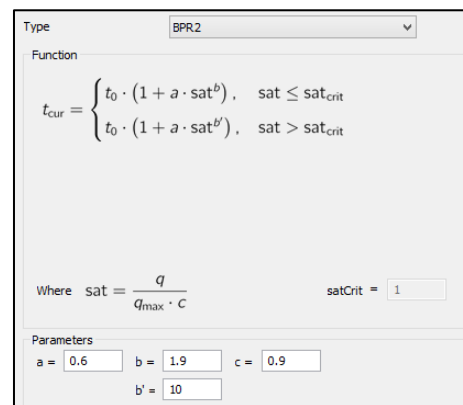 Type BPR2
Function
t_cur = { t_0 · (1 + a · sat^b), sat ≤ sat_crit
t_0 · (1 + a · sat^b'), sat > sat_crit
Where sat = q / (q_max · c) satCrit = 1
Parameters
a = 0.6 b = 1.9 c = 0.9
b' = 10